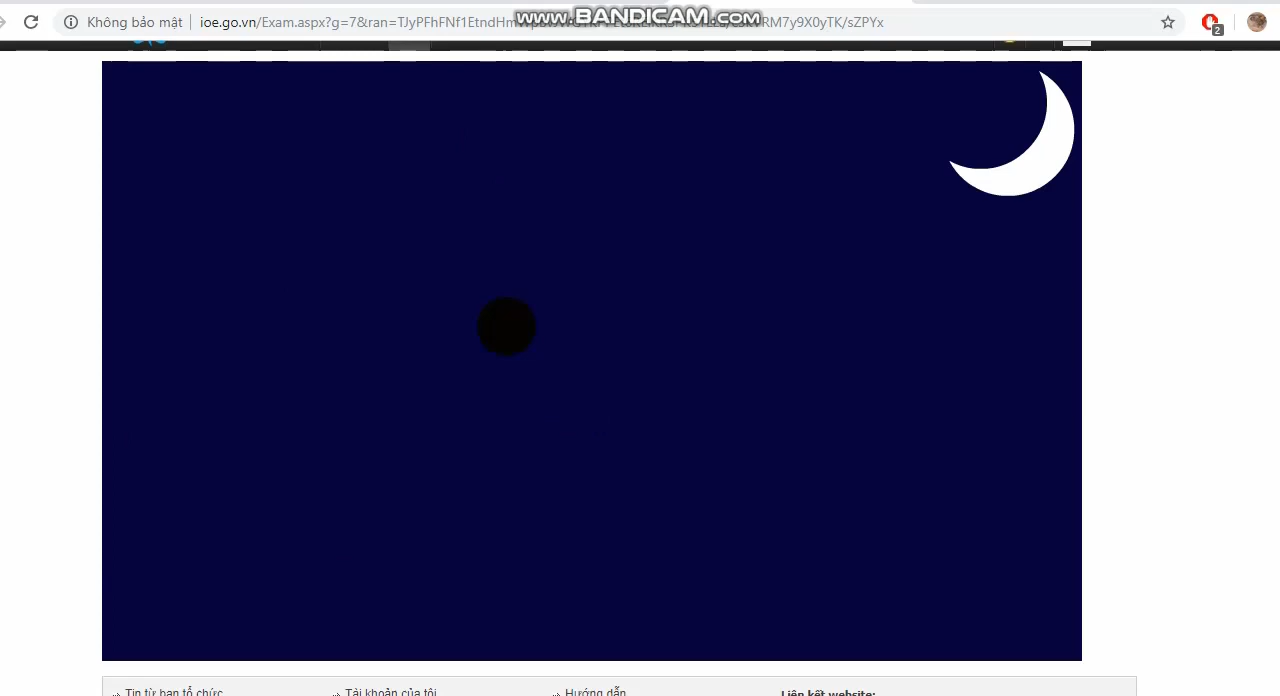 www.BANDICAM.com
Không bảo mật
ioe.go.vn/Exam.aspx?g=7&ran=TJyPFhFNf1EtndHm
RM7y9X0yTK/sZPYx
2
Tin từ ban tổ chức
Tài khoản của tôi
Hướng dẫn
Liên kết website: